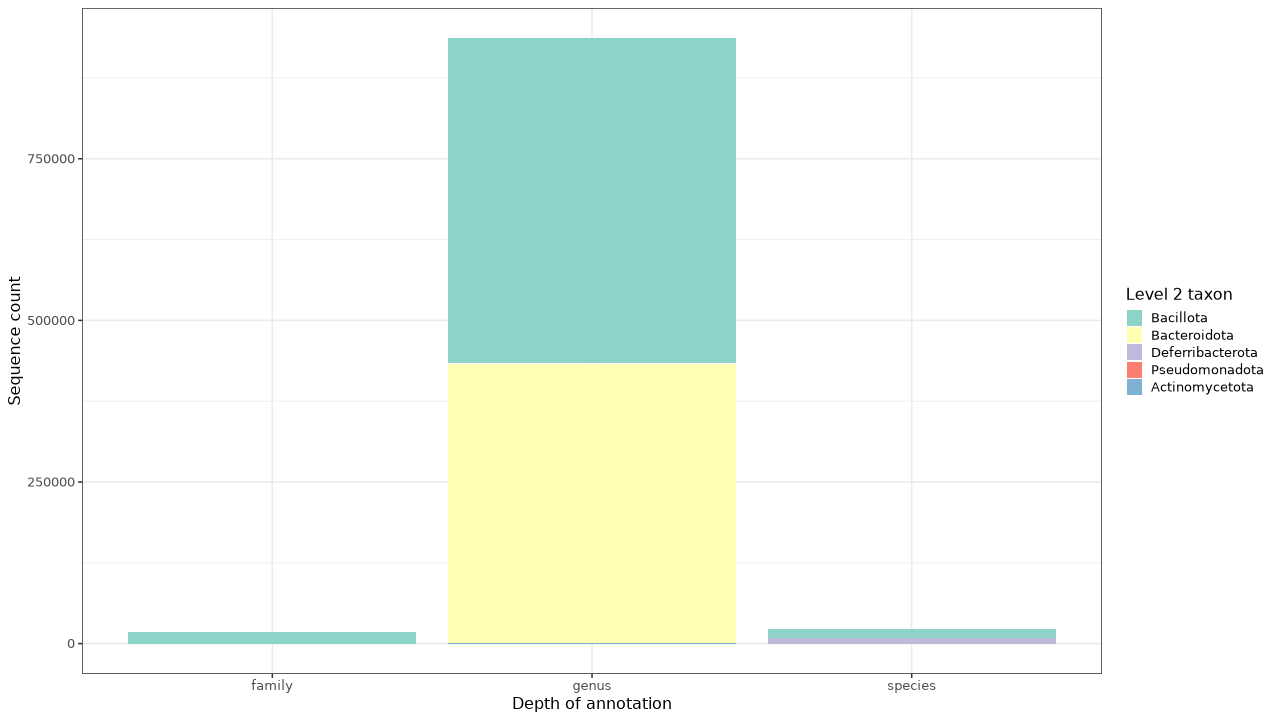 Sequence count
750000
500000
250000
0
family
genus
species
Depth of annotation
Level 2 taxon
Bacillota
Bacteroidota
Deferribacterota
Pseudomonadota
Actinomycetota